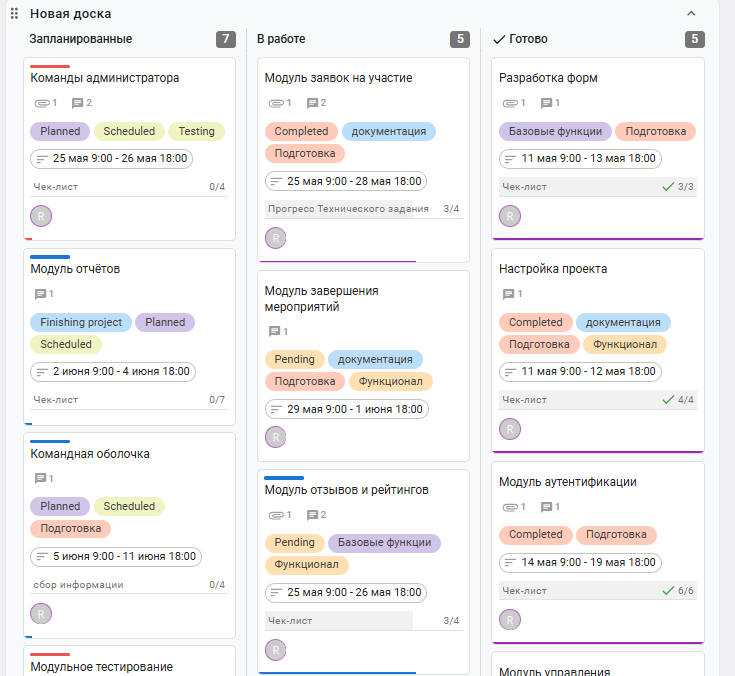 Новая доска
Запланированные 7
Команды администратора
1 2
Planned Scheduled Testing
25 мая 9:00 - 26 мая 18:00
Чек-лист 0/4
R
Модуль отчётов
1
Finishing project Planned
Scheduled
2 июня 9:00 - 4 июня 18:00
Чек-лист 0/7
Командная оболочка
1
Planned Scheduled
Подготовка
5 июня 9:00 - 11 июня 18:00
сбор информации 0/4
R
Модульное тестирование
В работе 5
Модуль заявок на участие
1 2
Completed документация
Подготовка
25 мая 9:00 - 28 мая 18:00
Прогресс Технического задания 3/4
R
Модуль завершения
мероприятий
1
Pending документация
Подготовка Функционал
29 мая 9:00 - 1 июня 18:00
R
Модуль отзывов и рейтингов
1 2
Pending Базовые функции
Функционал
25 мая 9:00 - 26 мая 18:00
Чек-лист 3/4
R
Готово 5
Разработка форм
1 1
Базовые функции Подготовка
11 мая 9:00 - 13 мая 18:00
Чек-лист 3/3
R
Настройка проекта
1
Completed документация
Подготовка Функционал
11 мая 9:00 - 12 мая 18:00
Чек-лист 4/4
R
Модуль аутентификации
1 1
Completed Подготовка
14 мая 9:00 - 19 мая 18:00
Чек-лист 6/6
R
Модуль управления